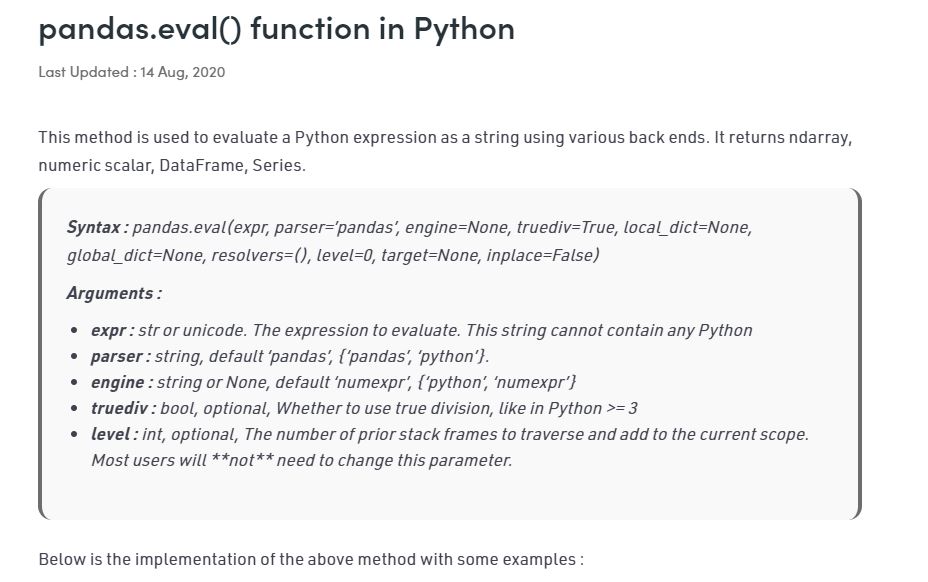 pandas.eval() function in Python
Last Updated : 14 Aug, 2020
This method is used to evaluate a Python expression as a string using various back ends. It returns ndarray,
numeric scalar, DataFrame, Series.
Syntax : pandas.eval(expr, parser=’pandas’, engine=None, truediv=True, local_dict=None,
global_dict=None, resolvers=(), level=0, target=None, inplace=False)
Arguments :
• expr : str or unicode. The expression to evaluate. This string cannot contain any Python
• parser : string, default ‘pandas’, {‘pandas’, ‘python’}.
• engine : string or None, default ‘numexpr’, {‘python’, ‘numexpr’}
• truediv : bool, optional, Whether to use true division, like in Python >= 3
• level : int, optional, The number of prior stack frames to traverse and add to the current scope.
Most users will **not** need to change this parameter.
Below is the implementation of the above method with some examples :